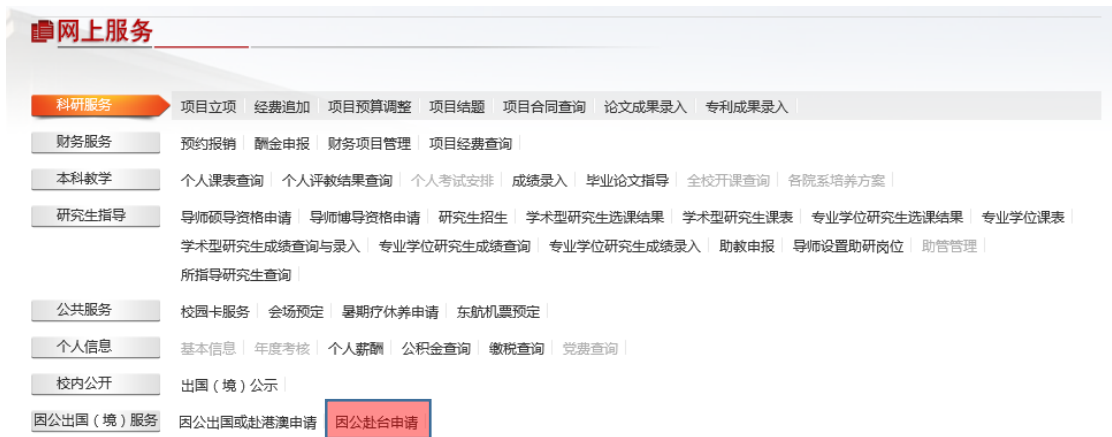 网上服务
科研服务 项目立项 经费追加 项目预算调整 项目结题 项目合同查询 论文成果录入 专利成果录入
财务服务 预约报销 酬金申报 财务项目管理 项目经费查询
本科教学 个人课表查询 个人评教结果查询 个人考试安排 成绩录入 毕业论文指导 全校开课查询 各院系培养方案
研究生指导 导师硕导资格申请 导师博导资格申请 研究生招生 学术型研究生选课结果 学术型研究生课表 专业学位研究生选课结果 专业学位课表
学术型研究生成绩查询与录入 专业学位研究生成绩查询 专业学位研究生成绩录入 助教申报 导师设置助研岗位 助管管理
所指导研究生查询
公共服务 校园卡服务 会场预定 暑期疗休养申请 东航机票预定
个人信息 基本信息 年度考核 个人薪酬 公积金查询 缴税查询 党费查询
校内公开 出国（境）公示
因公出国（境）服务 因公出国或赴港澳申请 因公赴台申请